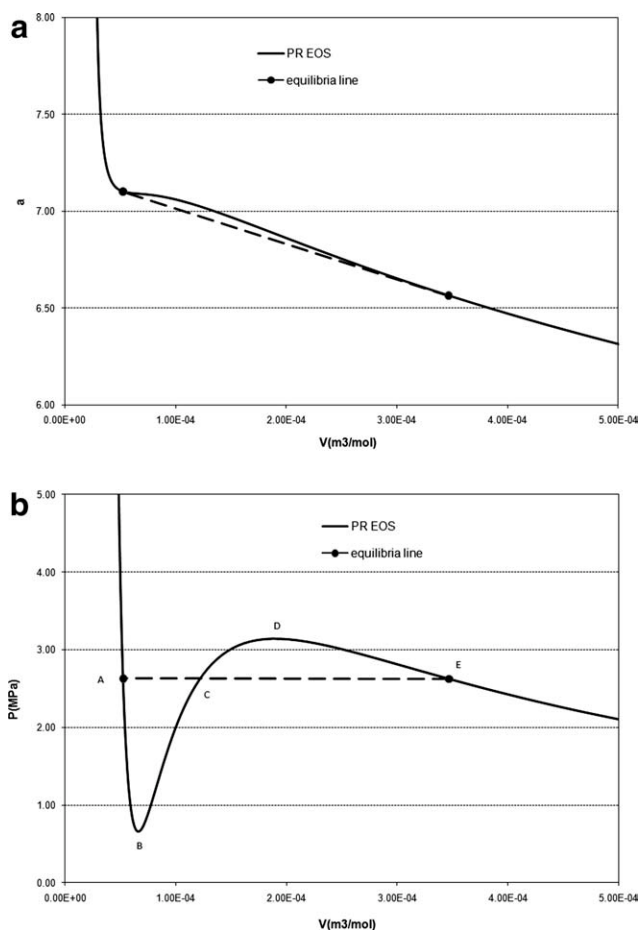 a
8.00
PR EOS
equilibria line
7.50
a
7.00
6.50
6.00
0.00E+00 1.00E-04 2.00E-04 3.00E-04 4.00E-04 5.00E-04
V(m3/mol)
b
5.00
PR EOS
equilibria line
4.00
D
3.00
A
E
C
P(MPa)
2.00
1.00
B
0.00
0.00E+00 1.00E-04 2.00E-04 3.00E-04 4.00E-04 5.00E-04
V(m3/mol)